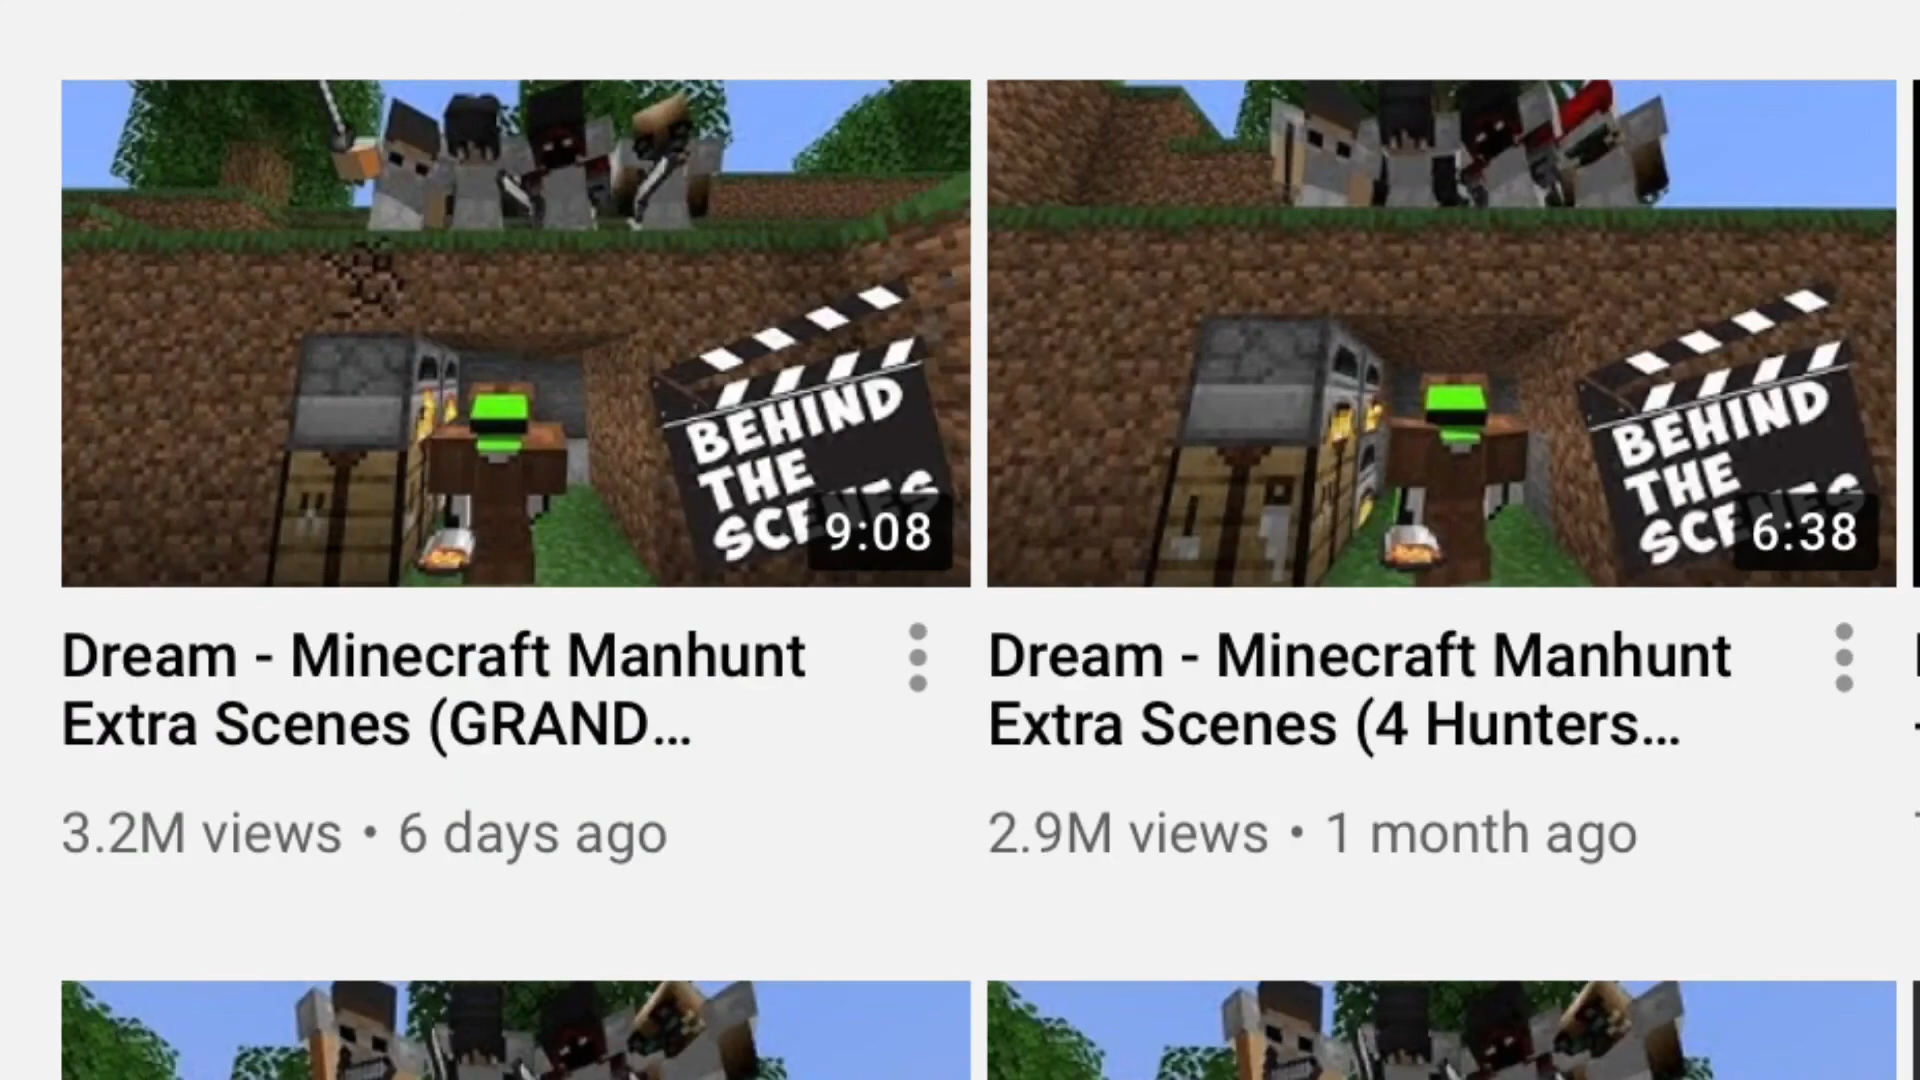 BEHIND
THE
9:08
BEHIND
THE
6:38
Dream - Minecraft Manhunt
Extra Scenes (GRAND...
3.2M views • 6 days ago
Dream - Minecraft Manhunt
Extra Scenes (4 Hunters...
2.9M views • 1 month ago